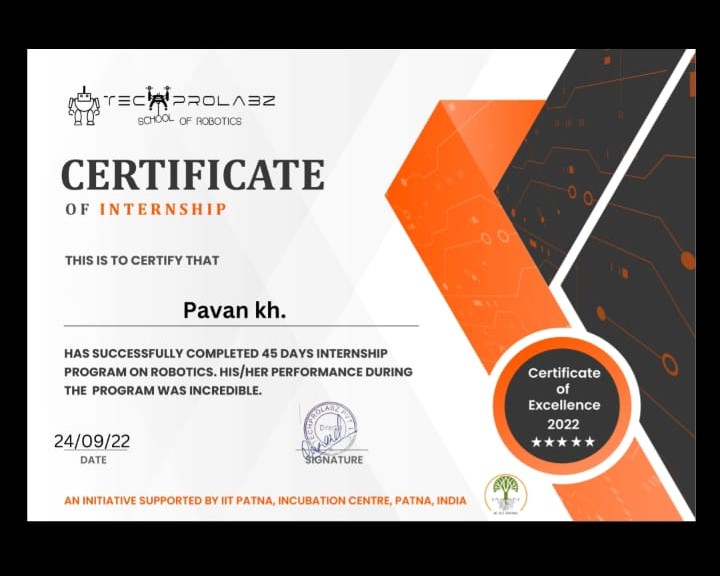 TECHPROLABZ
SCHOOL OF ROBOTICS
CERTIFICATE
OF INTERNSHIP
THIS IS TO CERTIFY THAT
Pavan kh.
HAS SUCCESSFULLY COMPLETED 45 DAYS INTERNSHIP
PROGRAM ON ROBOTICS. HIS/HER PERFORMANCE DURING
THE PROGRAM WAS INCREDIBLE.
24/09/22
DATE
TECHPROLABZ PVT
SIGNATURE
Certificate
of
Excellence
2022
AN INITIATIVE SUPPORTED BY IIT PATNA, INCUBATION CENTRE, PATNA, INDIA